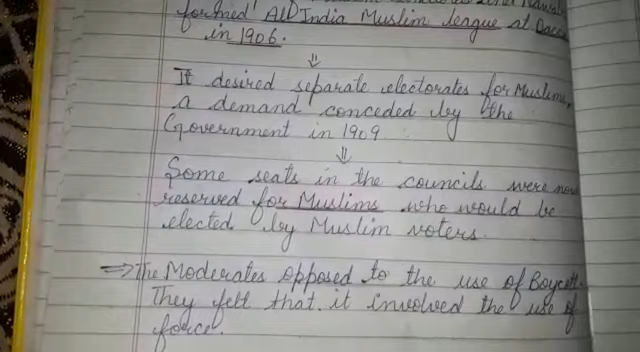 formed All India Muslim league at Dacca
in 1906.
⇓
It desired separate electorates for Muslims,
a demand conceded by the
Government in 1909
⇓
Some seats in the councils were now
reserved for Muslims who would be
elected by Muslim voters.
⇒ The Moderates opposed to the use of Boycott.
They felt that it involved the use of
force.